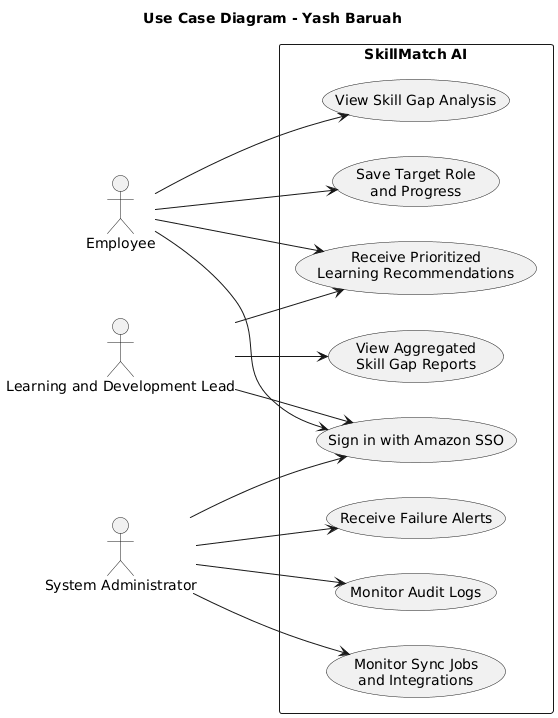 Use Case Diagram - Yash Baruah
SkillMatch AI
View Skill Gap Analysis
Save Target Role
and Progress
Employee
Receive Prioritized
Learning Recommendations
View Aggregated
Skill Gap Reports
Learning and Development Lead
Sign in with Amazon SSO
Receive Failure Alerts
System Administrator
Monitor Audit Logs
Monitor Sync Jobs
and Integrations